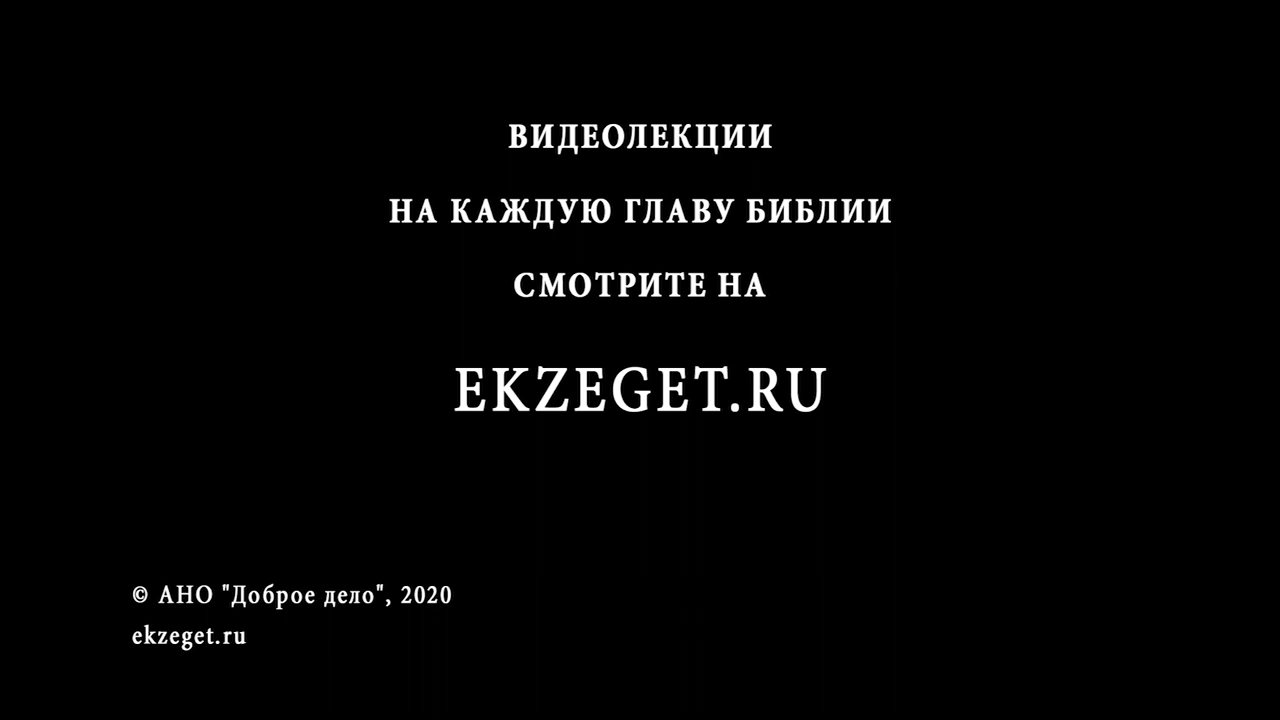 ВИДЕОЛЕКЦИИ
НА КАЖДУЮ ГЛАВУ БИБЛИИ
СМОТРИТЕ НА
EKZEGET.RU
© АНО "Доброе дело", 2020
ekzeget.ru